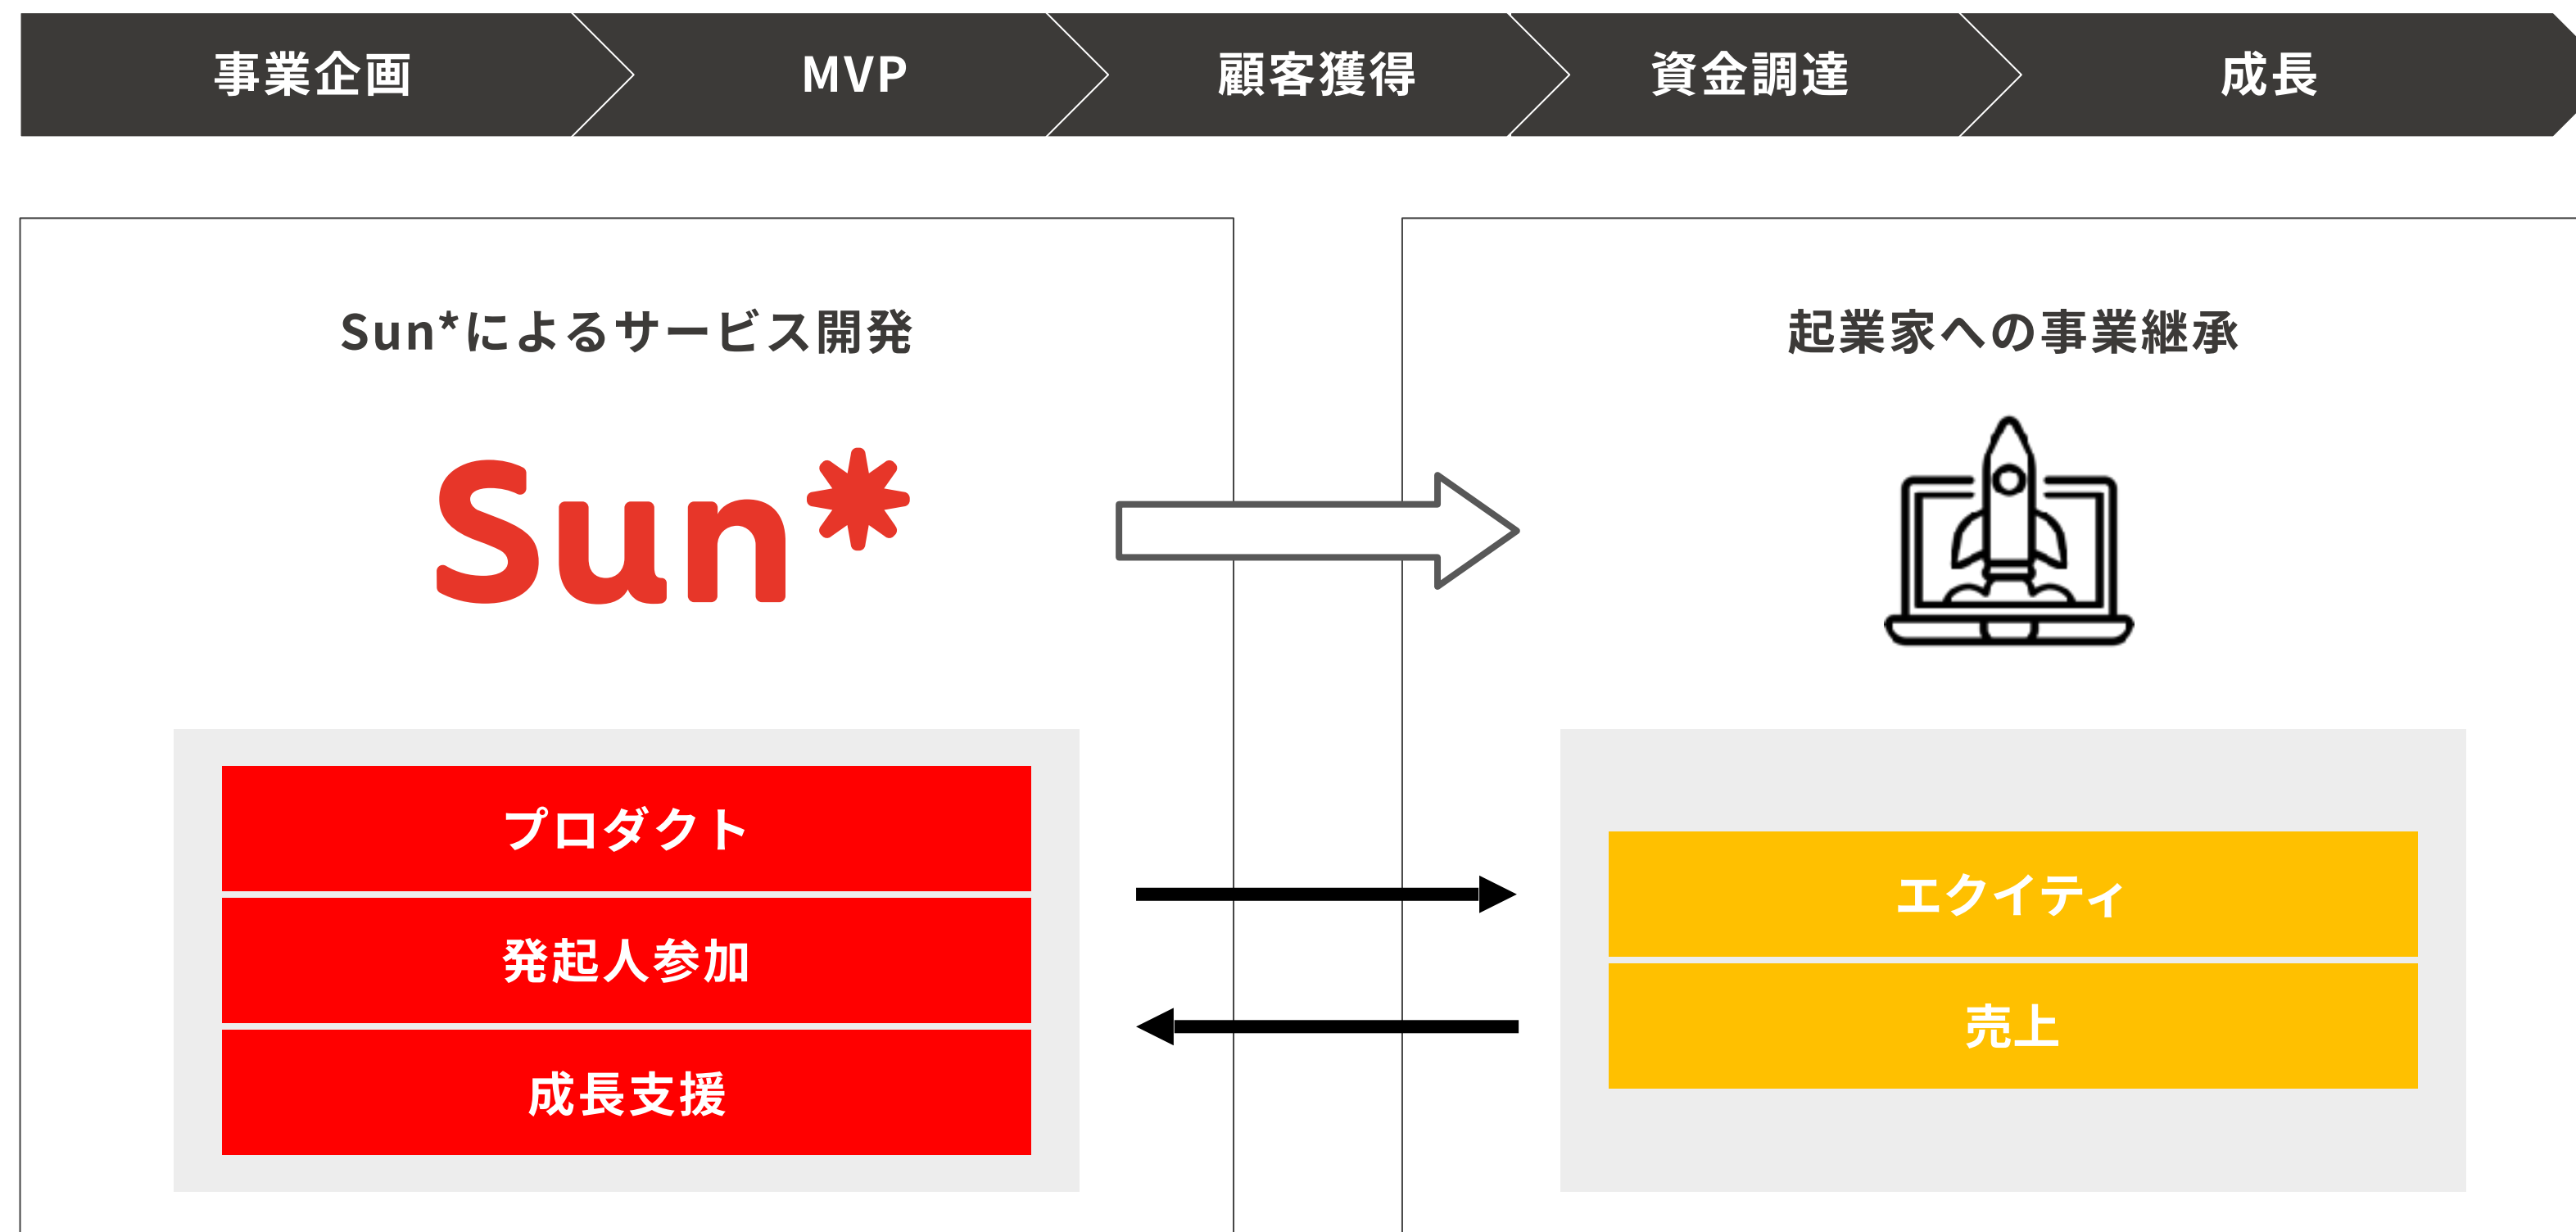 事業企画
MVP
顧客獲得
資金調達
成長
Sun*によるサービス開発
起業家への事業継承
Sun*
プロダクト
発起人参加
成長支援
エクイティ
売上